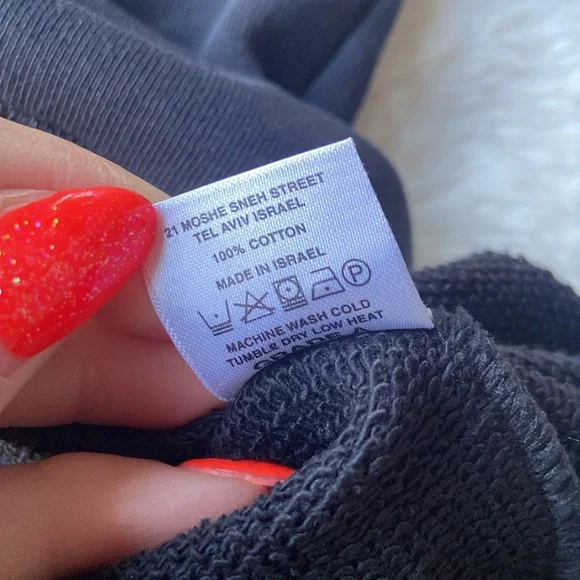 21 MOSHE SNEH STREET
TEL AVIV ISRAEL
100% COTTON
MADE IN ISRAEL
P
MACHINE WASH COLD
TUMBLE DRY LOW HEAT